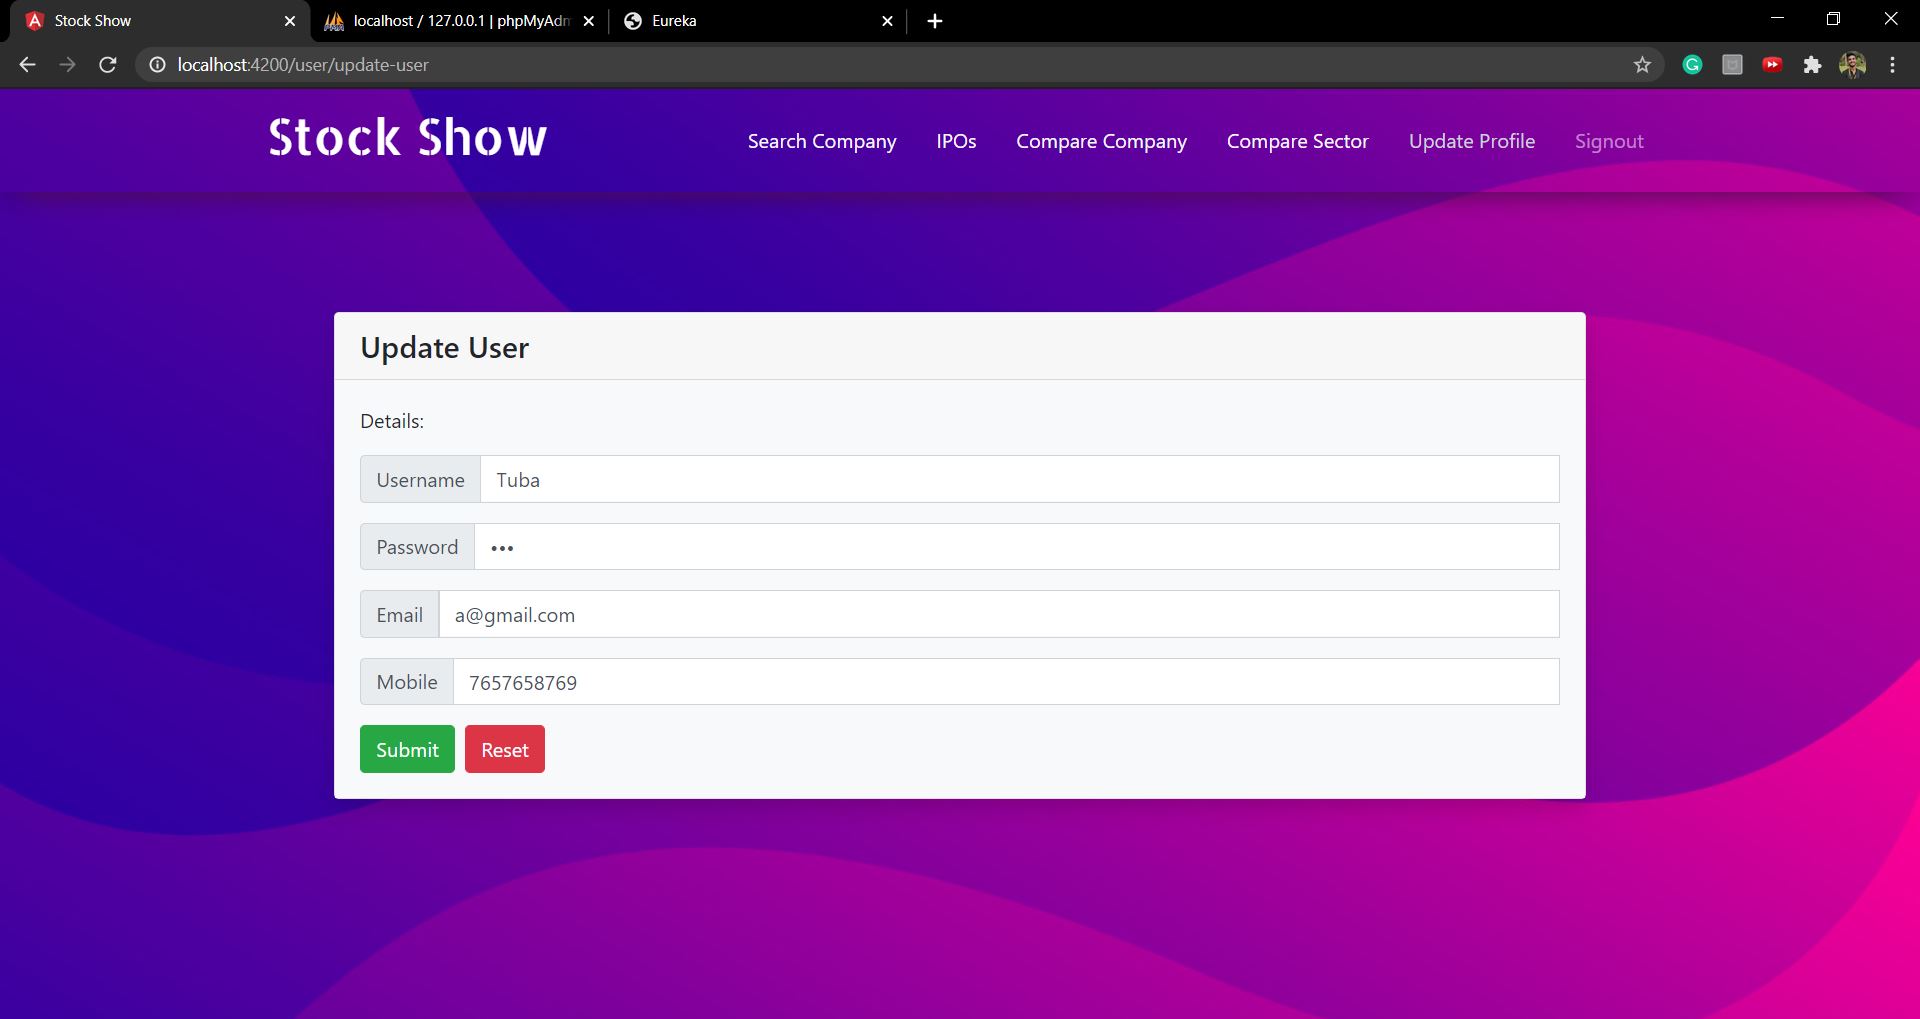 Stock Show
localhost / 127.0.0.1 | phpMyAdm
Eureka
localhost:4200/user/update-user
Stock Show
Search Company
IPOs
Compare Company
Compare Sector
Update Profile
Signout
Update User
Details:
Username
Tuba
Password
•••
Email
a@gmail.com
Mobile
7657658769
Submit
Reset